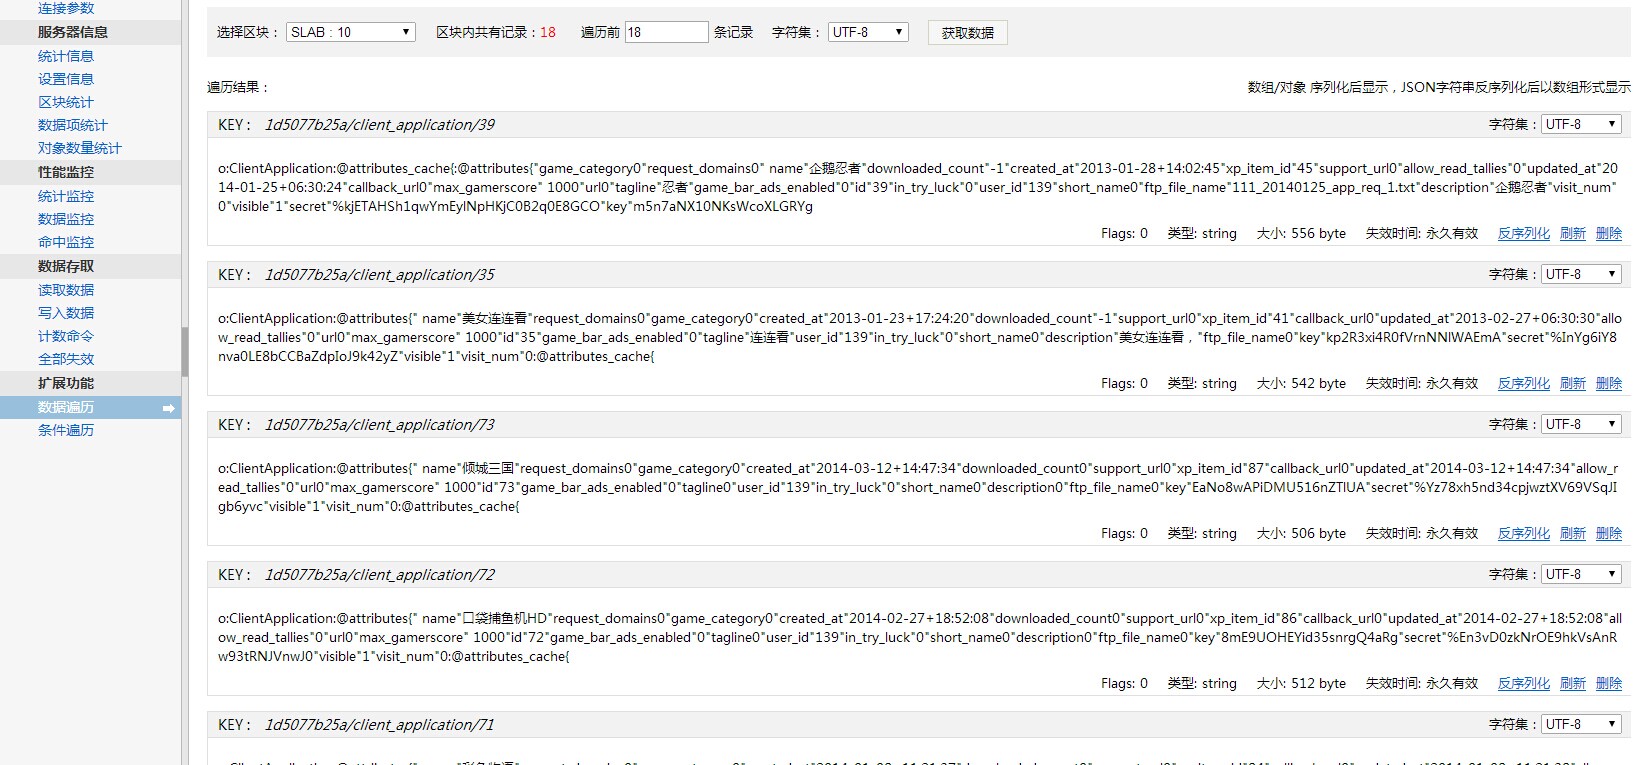 连接参数
服务器信息
统计信息
设置信息
区块统计
数据项统计
对象数量统计
性能监控
统计监控
数据监控
命中监控
数据存取
读取数据
写入数据
计数命令
全部失效
扩展功能
数据遍历
条件遍历
选择区块： SLAB : 10 区块内共有记录：18 遍历前 18 条记录 字符集： UTF-8 获取数据
遍历结果： 数组/对象 序列化后显示，JSON字符串反序列化后以数组形式显示
KEY： 1d5077b25a/client_application/39 字符集： UTF-8
o:ClientApplication:@attributes_cache{:@attributes{"game_category0"request_domains0" name"企鹅忍者"downloaded_count"-1"created_at"2013-01-28+14:02:45"xp_item_id"45"support_url0"allow_read_tallies"0"updated_at"20
14-01-25+06:30:24"callback_url0"max_gamerscore" 1000"url0"tagline"忍者"game_bar_ads_enabled"0"id"39"in_try_luck"0"user_id"139"short_name0"ftp_file_name"111_20140125_app_req_1.txt"description"企鹅忍者"visit_num"
0"visible"1"secret"%kjETAHSh1qwYmEylNpHKjC0B2q0E8GCO"key"m5n7aNX10NKsWcoXLGRYg
Flags: 0 类型: string 大小: 556 byte 失效时间: 永久有效 反序列化 刷新 删除
KEY： 1d5077b25a/client_application/35 字符集： UTF-8
o:ClientApplication:@attributes{" name"美女连连看"request_domains0"game_category0"created_at"2013-01-23+17:24:20"downloaded_count"-1"support_url0"xp_item_id"41"callback_url0"updated_at"2013-02-27+06:30:30"allo
w_read_tallies"0"url0"max_gamerscore" 1000"id"35"game_bar_ads_enabled"0"tagline"连连看"user_id"139"in_try_luck"0"short_name0"description"美女连连看，"ftp_file_name0"key"kp2R3xi4R0fVrnNNlWAEmA"secret"%InYg6iY8
nva0LE8bCCBaZdpIoJ9k42yZ"visible"1"visit_num"0:@attributes_cache{
Flags: 0 类型: string 大小: 542 byte 失效时间: 永久有效 反序列化 刷新 删除
KEY： 1d5077b25a/client_application/73 字符集： UTF-8
o:ClientApplication:@attributes{" name"倾城三国"request_domains0"game_category0"created_at"2014-03-12+14:47:34"downloaded_count0"support_url0"xp_item_id"87"callback_url0"updated_at"2014-03-12+14:47:34"allow_r
ead_tallies"0"url0"max_gamerscore" 1000"id"73"game_bar_ads_enabled"0"tagline0"user_id"139"in_try_luck"0"short_name0"description0"ftp_file_name0"key"EaNo8wAPiDMU516nZTlUA"secret"%Yz78xh5nd34cpjwztXV69VSqJI
gb6yvc"visible"1"visit_num"0:@attributes_cache{
Flags: 0 类型: string 大小: 506 byte 失效时间: 永久有效 反序列化 刷新 删除
KEY： 1d5077b25a/client_application/72 字符集： UTF-8
o:ClientApplication:@attributes{" name"口袋捕鱼机HD"request_domains0"game_category0"created_at"2014-02-27+18:52:08"downloaded_count0"support_url0"xp_item_id"86"callback_url0"updated_at"2014-02-27+18:52:08"all
ow_read_tallies"0"url0"max_gamerscore" 1000"id"72"game_bar_ads_enabled"0"tagline0"user_id"139"in_try_luck"0"short_name0"description0"ftp_file_name0"key"8mE9UOHEYid35snrgQ4aRg"secret"%En3vD0zkNrOE9hkVsAnR
w93tRNJVnwJ0"visible"1"visit_num"0:@attributes_cache{
Flags: 0 类型: string 大小: 512 byte 失效时间: 永久有效 反序列化 刷新 删除
KEY： 1d5077b25a/client_application/71 字符集： UTF-8